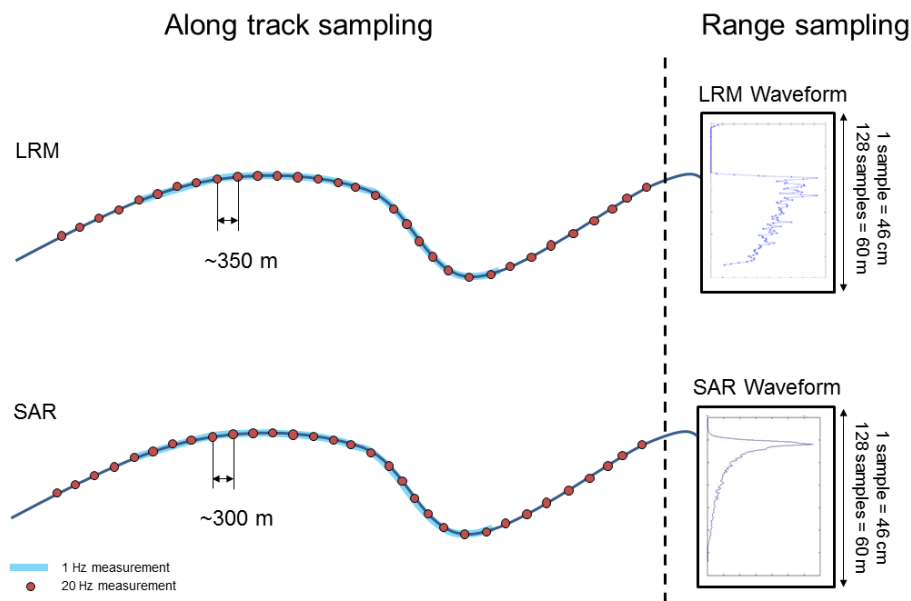 Along track sampling
Range sampling
LRM
~350 m
LRM Waveform
1 sample = 46 cm
128 samples = 60 m
SAR
~300 m
SAR Waveform
1 sample = 46 cm
128 samples = 60 m
1 Hz measurement
20 Hz measurement